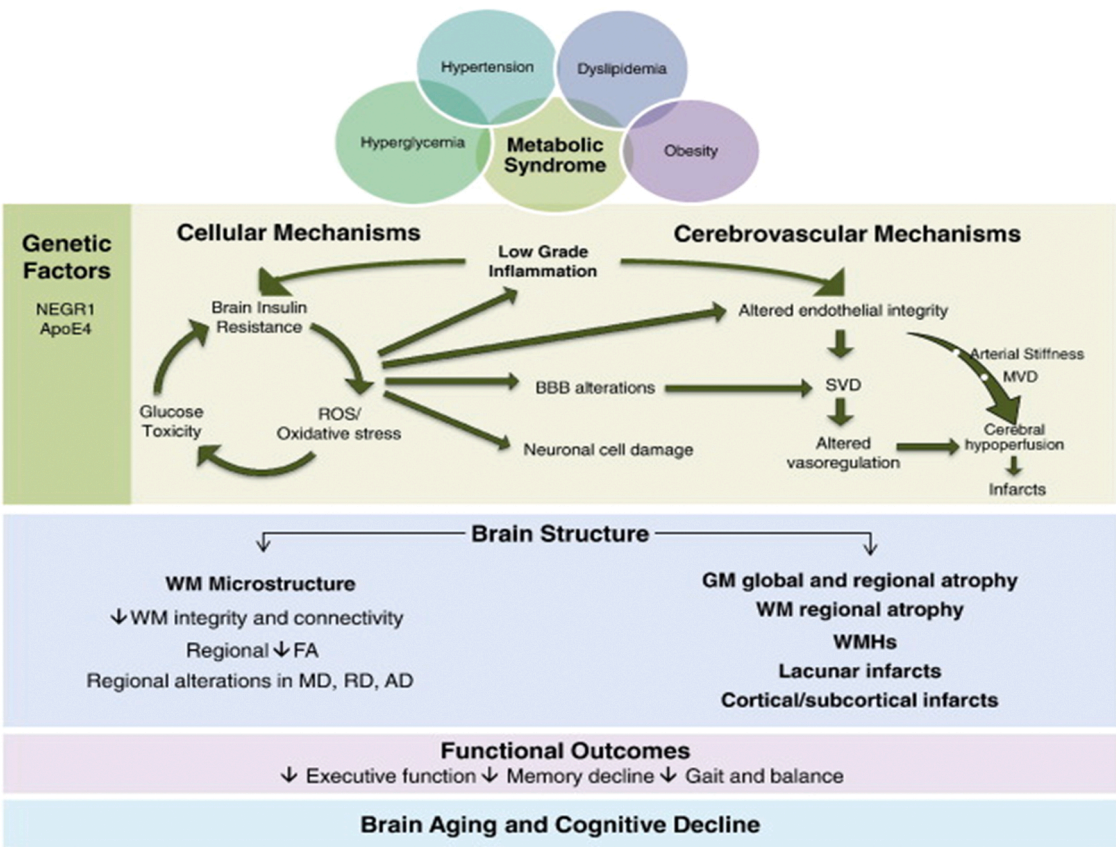 Hypertension
Dyslipidemia
Hyperglycemia
Metabolic
Syndrome
Obesity
Genetic
Factors
NEGR1
ApoE4
Cellular Mechanisms
Cerebrovascular Mechanisms
Low Grade
Inflammation
Brain Insulin
Resistance
Altered endothelial integrity
Arterial Stiffness
MVD
BBB alterations
SVD
Glucose
Toxicity
ROS/
Oxidative stress
Neuronal cell damage
Altered
vasoregulation
Cerebral
hypoperfusion
Infarcts
Brain Structure
WM Microstructure
↓ WM integrity and connectivity
Regional ↓ FA
Regional alterations in MD, RD, AD
GM global and regional atrophy
WM regional atrophy
WMHs
Lacunar infarcts
Cortical/subcortical infarcts
Functional Outcomes
↓ Executive function ↓ Memory decline ↓ Gait and balance
Brain Aging and Cognitive Decline